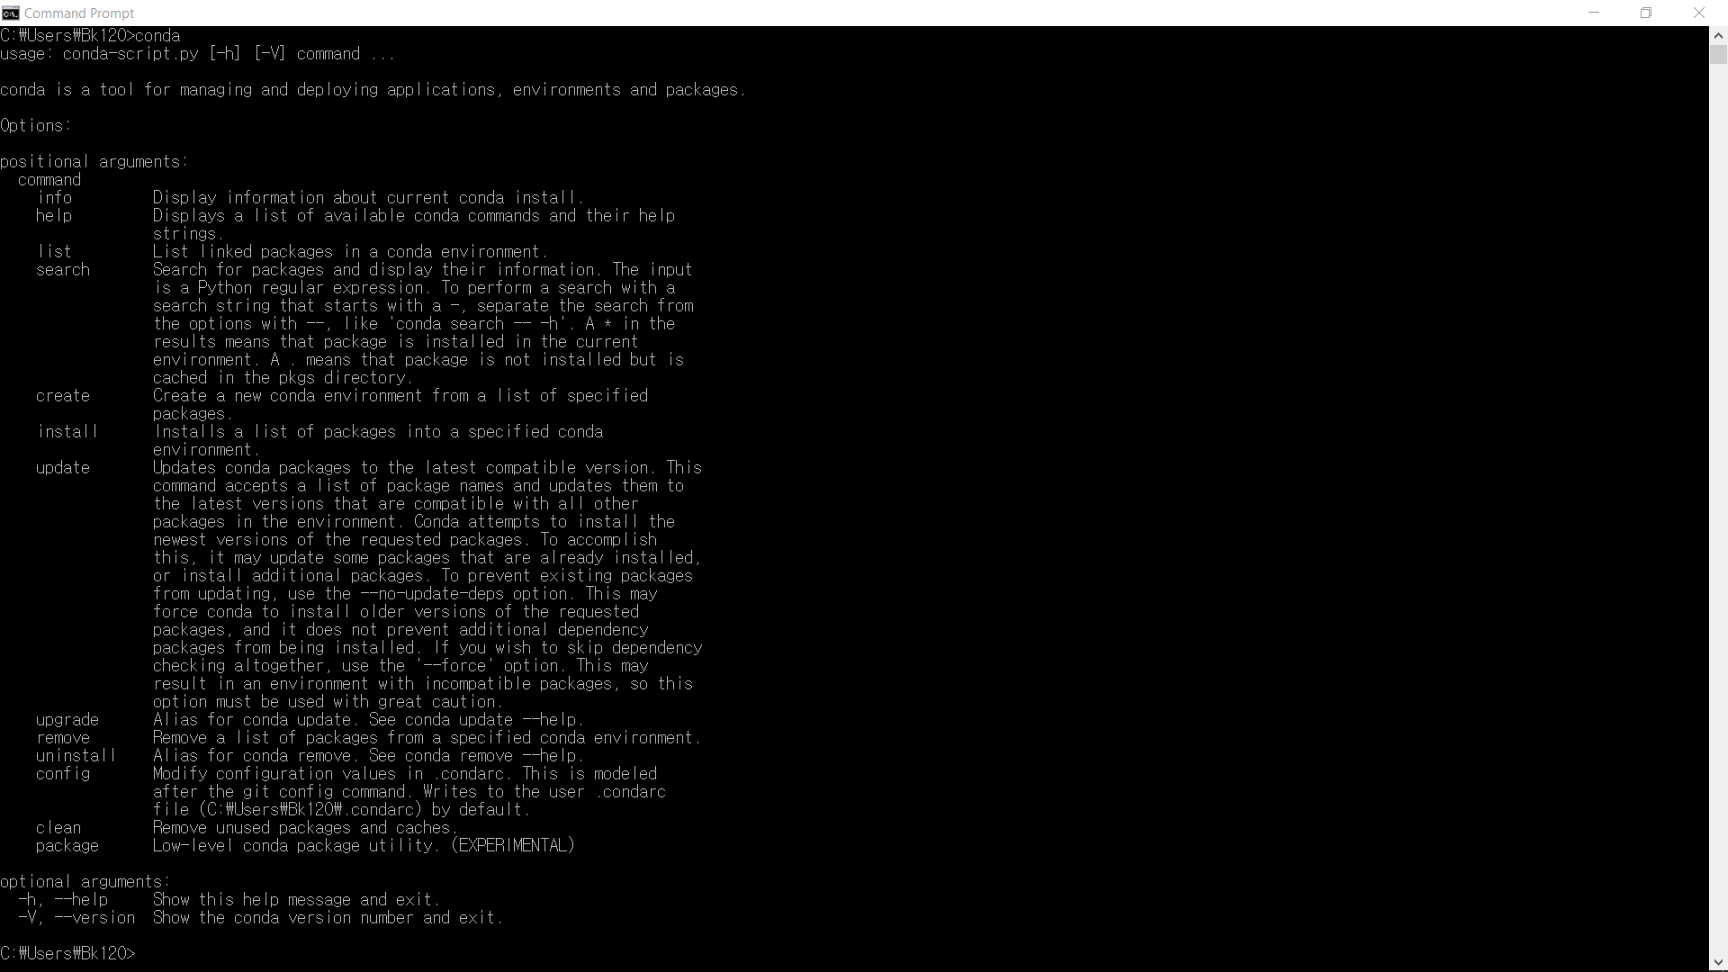 Command Prompt
C:₩Users₩Bk120>conda
usage: conda-script.py [-h] [-V] command ...
conda is a tool for managing and deploying applications, environments and packages.
Options:
positional arguments:
command
info Display information about current conda install.
help Displays a list of available conda commands and their help
strings.
list List linked packages in a conda environment.
search Search for packages and display their information. The input
is a Python regular expression. To perform a search with a
search string that starts with a -, separate the search from
the options with --, like 'conda search -- -h'. A * in the
results means that package is installed in the current
environment. A . means that package is not installed but is
cached in the pkgs directory.
create Create a new conda environment from a list of specified
packages.
install Installs a list of packages into a specified conda
environment.
update Updates conda packages to the latest compatible version. This
command accepts a list of package names and updates them to
the latest versions that are compatible with all other
packages in the environment. Conda attempts to install the
newest versions of the requested packages. To accomplish
this, it may update some packages that are already installed,
or install additional packages. To prevent existing packages
from updating, use the --no-update-deps option. This may
force conda to install older versions of the requested
packages, and it does not prevent additional dependency
packages from being installed. If you wish to skip dependency
checking altogether, use the '--force' option. This may
result in an environment with incompatible packages, so this
option must be used with great caution.
upgrade Alias for conda update. See conda update --help.
remove Remove a list of packages from a specified conda environment.
uninstall Alias for conda remove. See conda remove --help.
config Modify configuration values in .condarc. This is modeled
after the git config command. Writes to the user .condarc
file (C:₩Users₩Bk120₩.condarc) by default.
clean Remove unused packages and caches.
package Low-level conda package utility. (EXPERIMENTAL)
optional arguments:
-h, --help Show this help message and exit.
-V, --version Show the conda version number and exit.
C:₩Users₩Bk120>